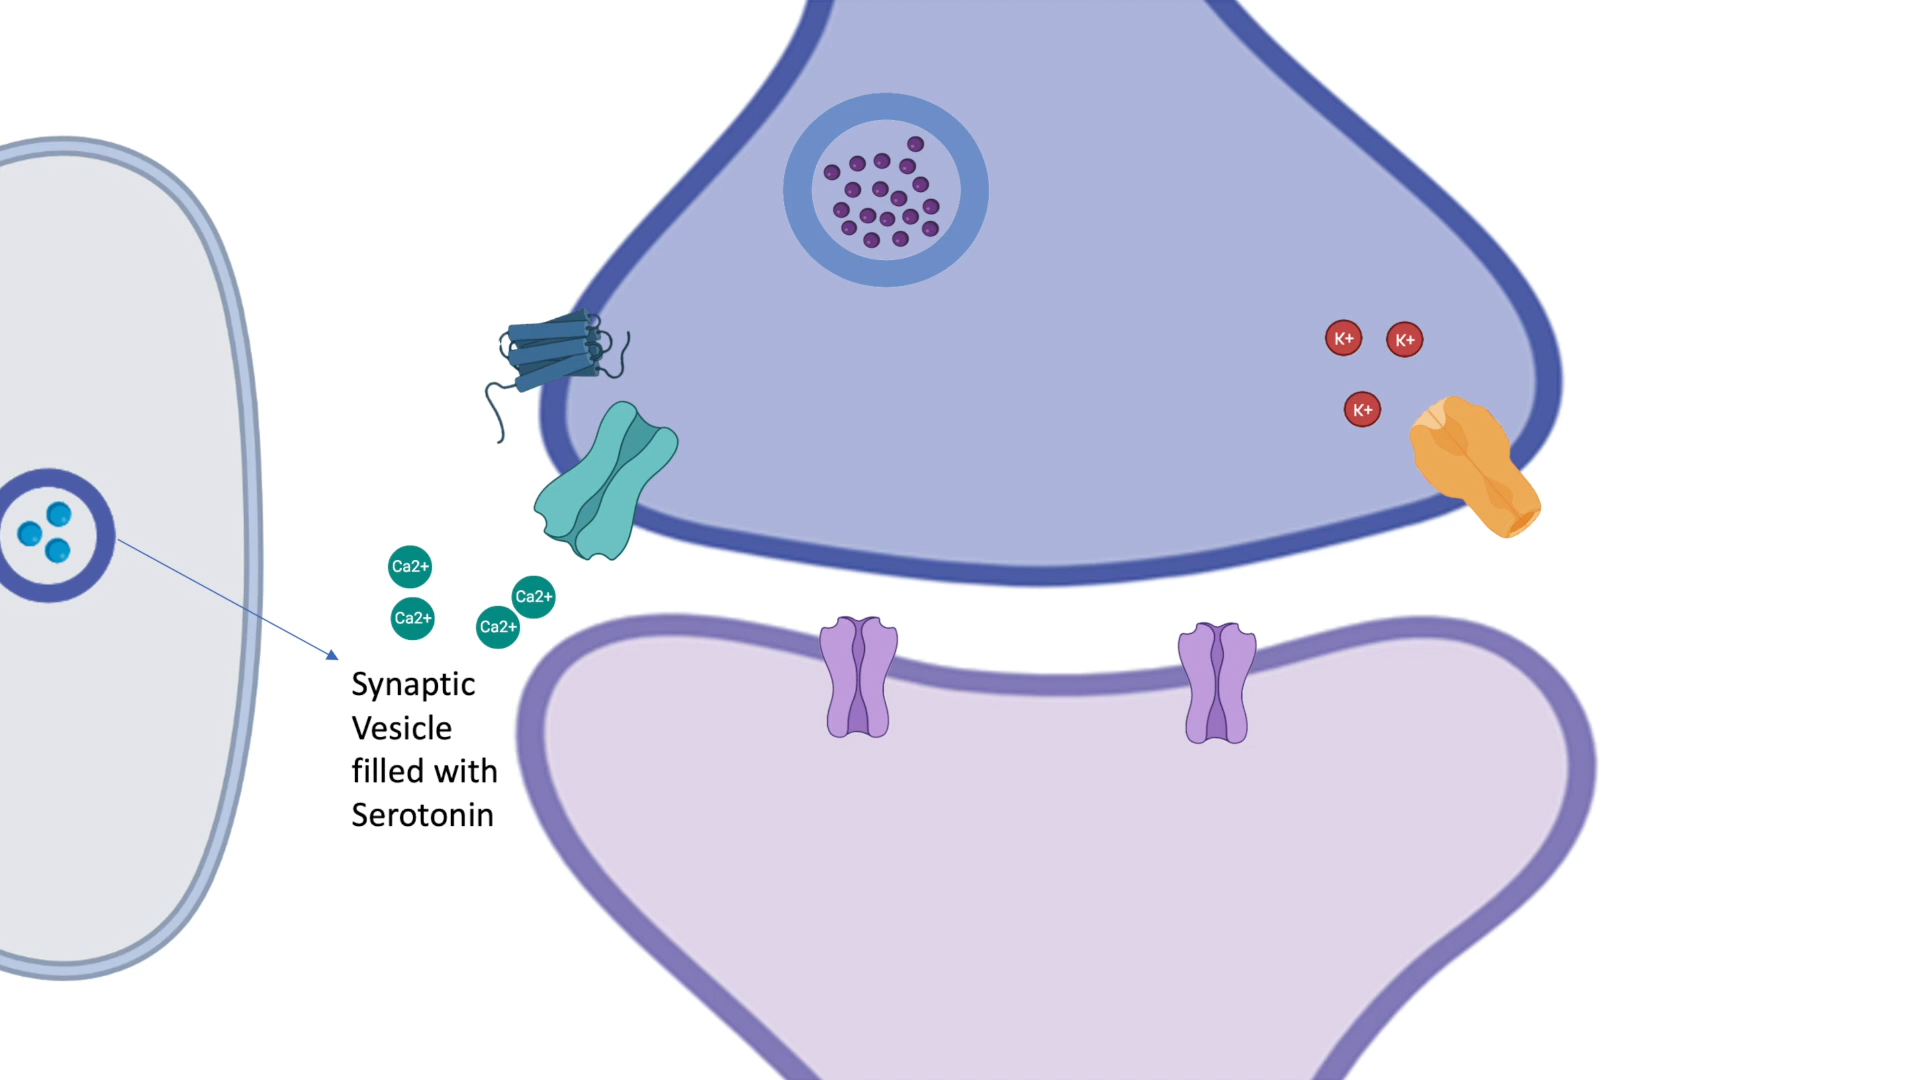 K+
K+
K+
Ca2+
Ca2+
Ca2+
Ca2+
Synaptic
Vesicle
filled with
Serotonin